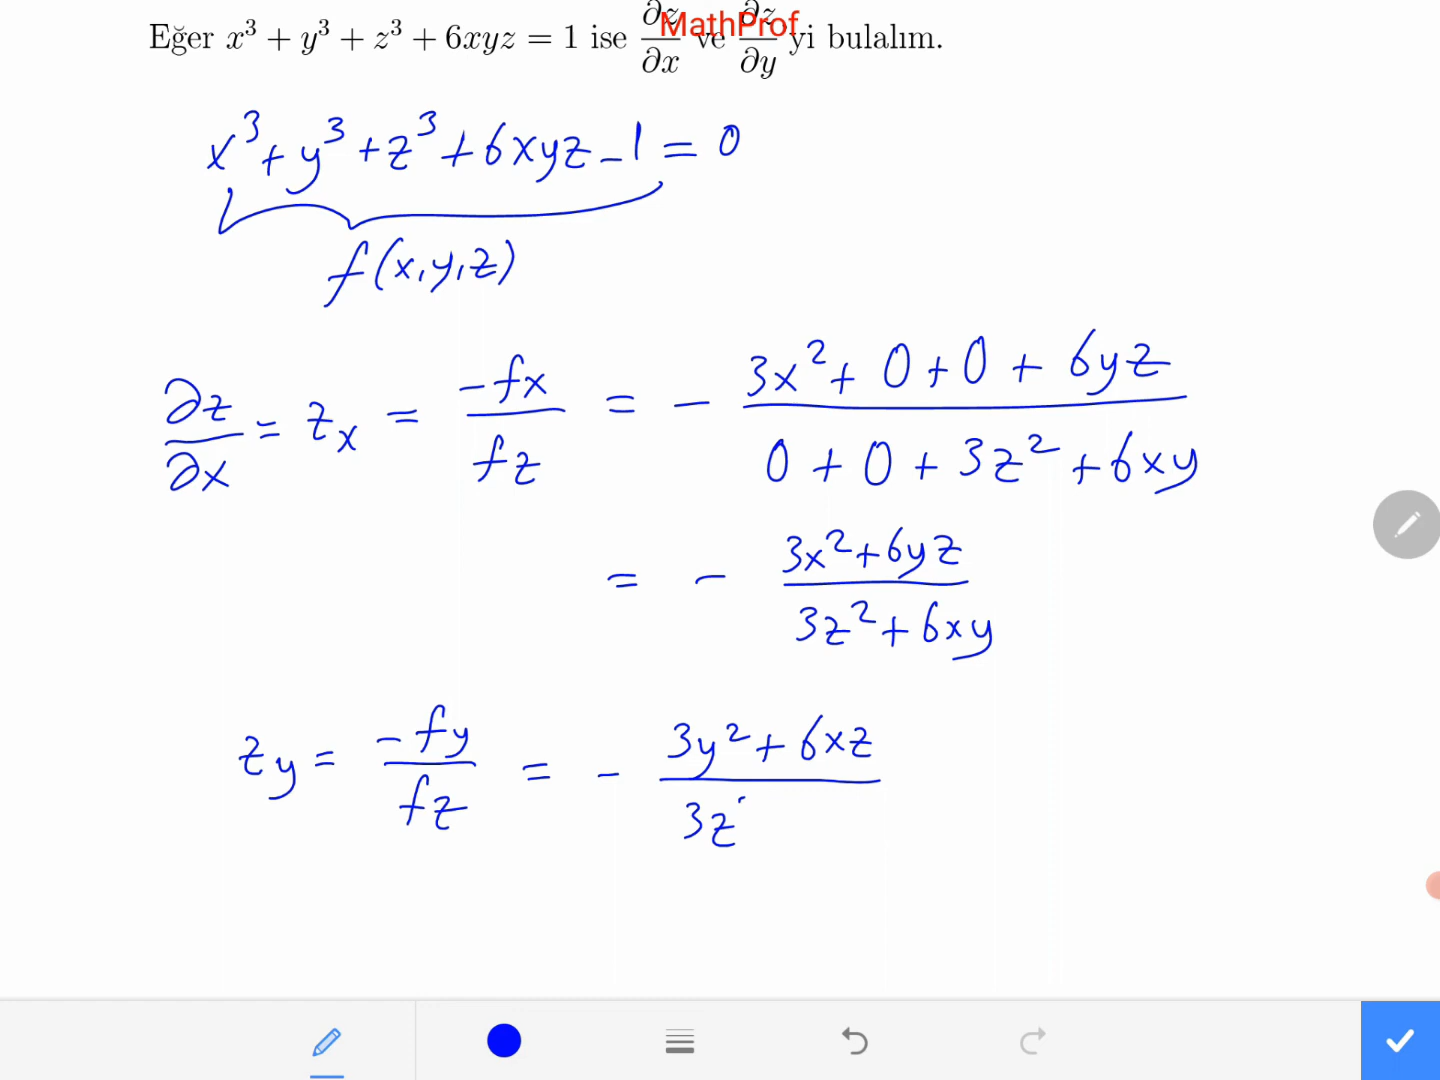 Eğer x³ + y³ + z³ + 6xyz = 1 ise ∂z/∂x ve ∂z/∂y yi bulalım.
MathProf
x³ + y³ + z³ + 6xyz − 1 = 0
f(x,y,z)
∂z/∂x = zx = −fx/fz = − (3x² + 0 + 0 + 6yz)/(0 + 0 + 3z² + 6xy)
= − (3x² + 6yz)/(3z² + 6xy)
zy = −fy/fz = − (3y² + 6xz)/(3z